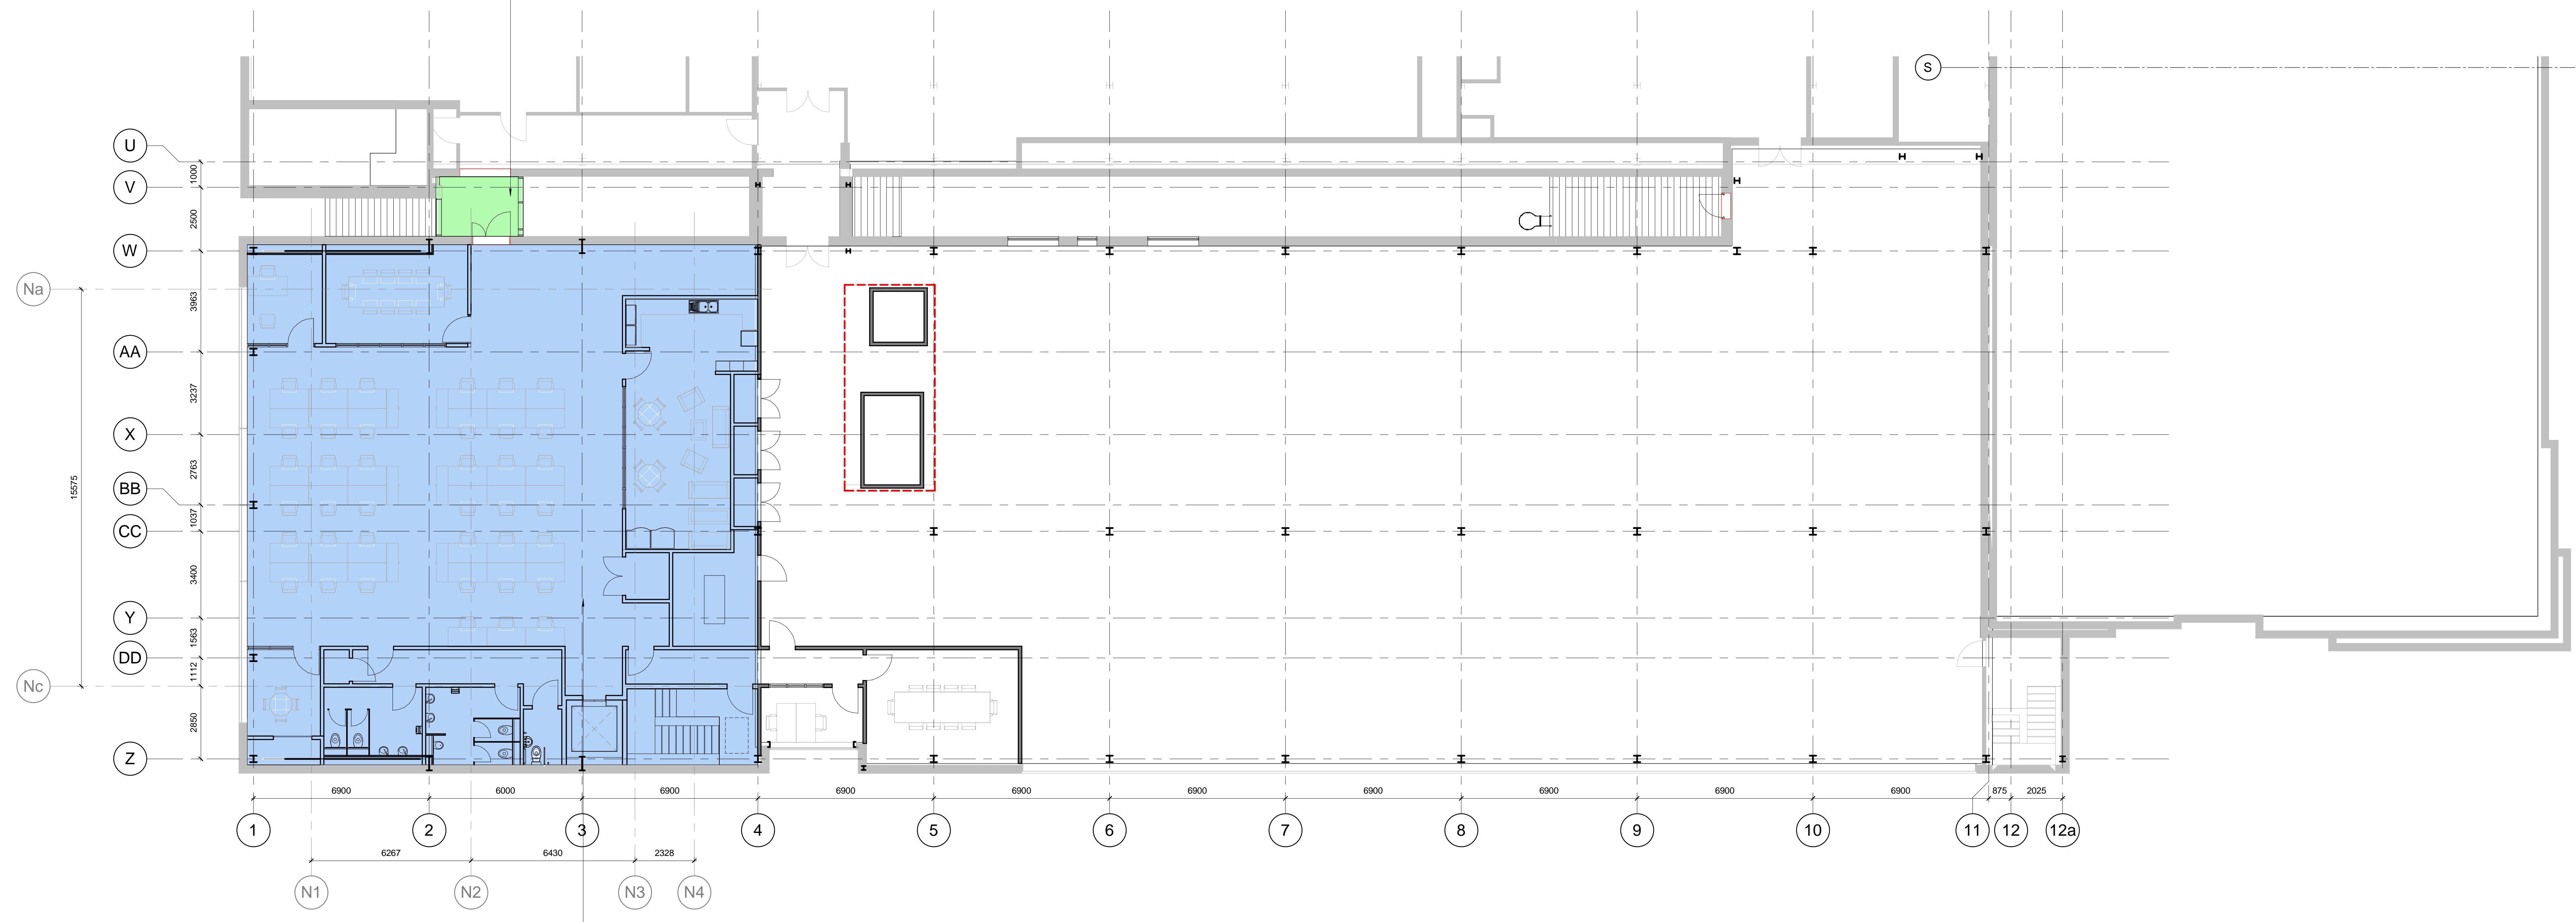 S
U
1000
V
2500
W
Na
3963
AA
3237
X
15575
2763
BB
1037
CC
3400
Y
1563
DD
1112
Nc
2850
Z
6900 6000 6900 6900 6900 6900 6900 6900 6900 6900 875 2025
1 2 3 4 5 6 7 8 9 10 11 12 12a
6267 6430 2328
N1 N2 N3 N4